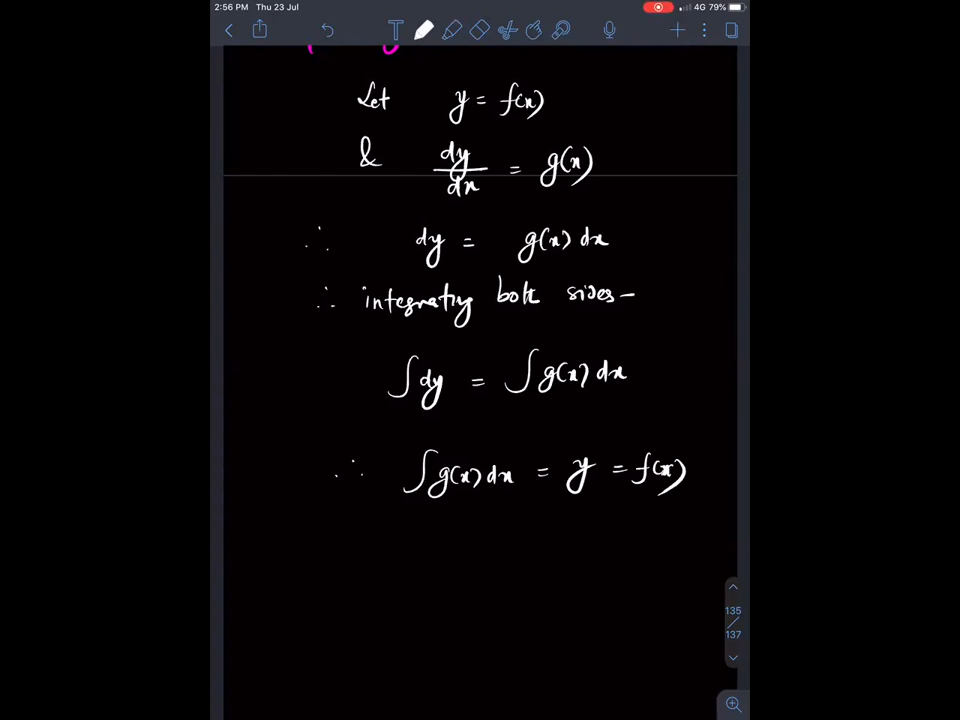 2:56 PM Thu 23 Jul 4G 79%
T
Let y = f(x)
& dy/dx = g(x)
∴ dy = g(x) dx
∴ integrating both sides –
∫dy = ∫g(x) dx
∴ ∫g(x) dx = y = f(x)
135
/
137